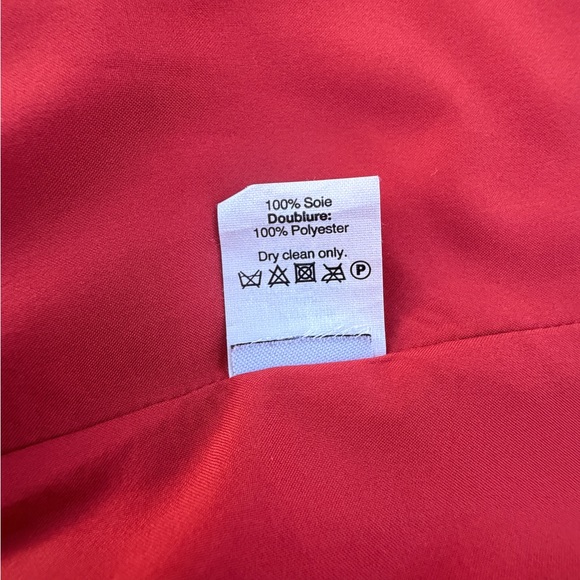 100% Soie
Doublure:
100% Polyester
Dry clean only.
P